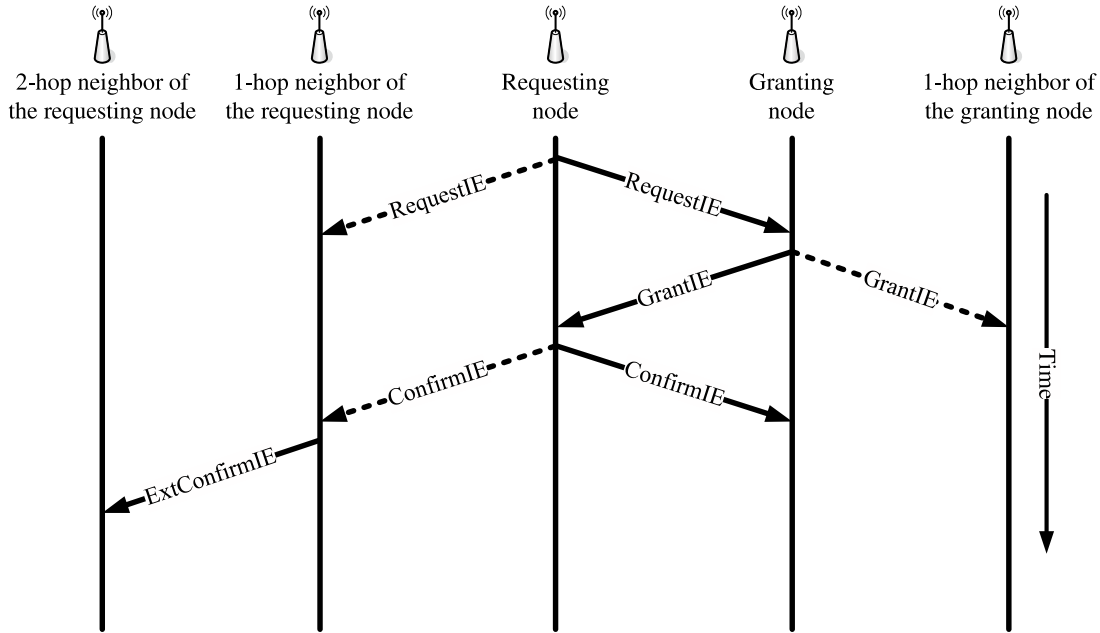 2-hop neighbor of
the requesting node
1-hop neighbor of
the requesting node
Requesting
node
Granting
node
1-hop neighbor of
the granting node
RequestIE
RequestIE
GrantIE
GrantIE
ConfirmIE
ConfirmIE
ExtConfirmIE
Time